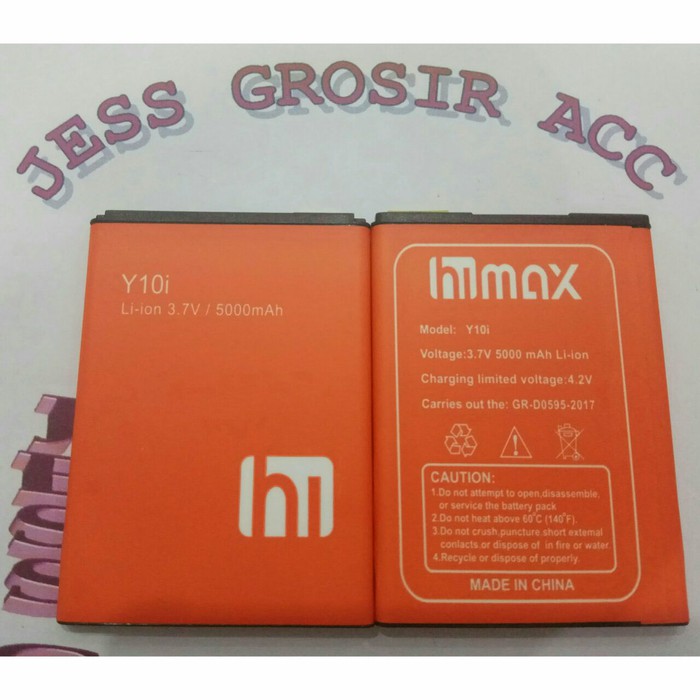 JESS GROSIR ACC
Y10i
Li-ion 3.7V / 5000mAh
hi
himax
Model: Y10i
Voltage:3.7V 5000 mAh Li-ion
Charging limited voltage:4.2V
Carries out the: GR-D0595-2017
CAUTION:
1.Do not attempt to open,disassemble,
or service the battery pack
2.Do not heat above 60°C (140°F).
3.Do not crush,puncture,short external
contacts,or dispose of in fire or water.
4.Recycle or dispose of properly.
MADE IN CHINA